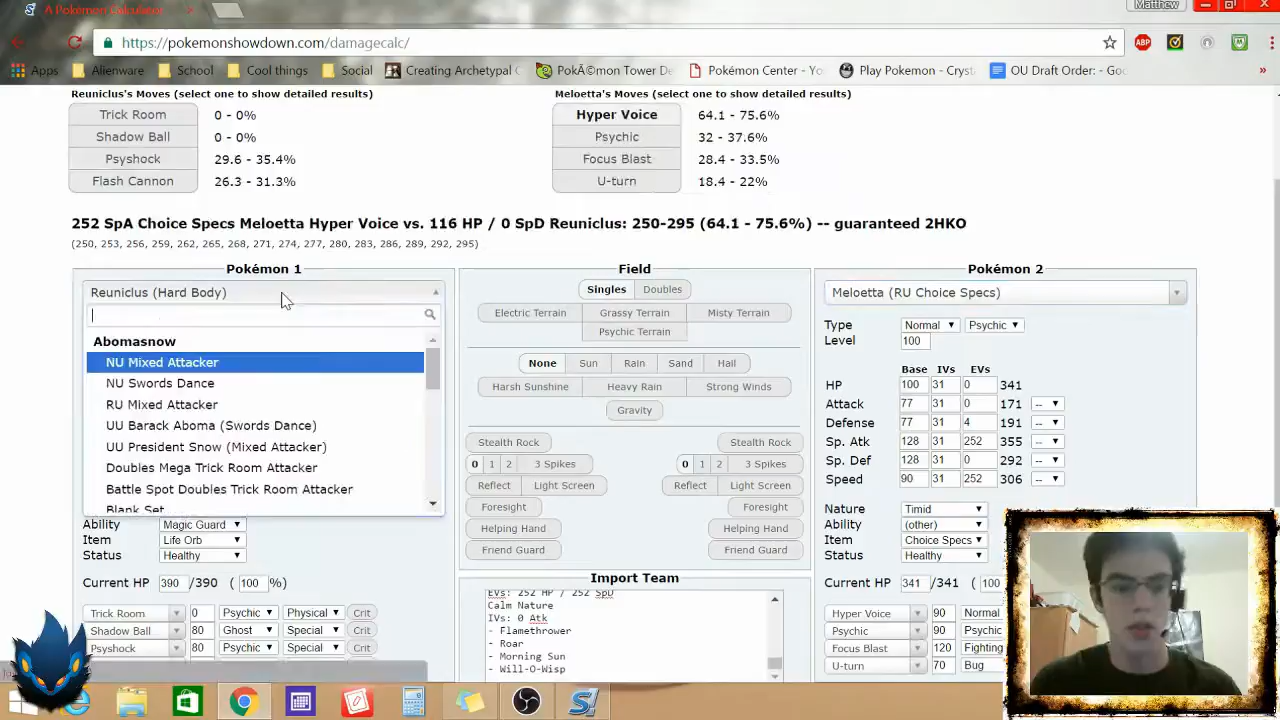 A Pokémon Calculator
Matthew
https://pokemonshowdown.com/damagecalc/
ABP
Apps Alienware School Cool things Social Creating Archetypal PokÃ©mon Tower De Pokémon Center - Yo Play Pokemon - Cryst OU Draft Order: - Goo »
Reuniclus's Moves (select one to show detailed results) Meloetta's Moves (select one to show detailed results)
Trick Room 0 - 0% Hyper Voice 64.1 - 75.6%
Shadow Ball 0 - 0% Psychic 32 - 37.6%
Psyshock 29.6 - 35.4% Focus Blast 28.4 - 33.5%
Flash Cannon 26.3 - 31.3% U-turn 18.4 - 22%
252 SpA Choice Specs Meloetta Hyper Voice vs. 116 HP / 0 SpD Reuniclus: 250-295 (64.1 - 75.6%) -- guaranteed 2HKO
(250, 253, 256, 259, 262, 265, 268, 271, 274, 277, 280, 283, 286, 289, 292, 295)
Pokémon 1
Reuniclus (Hard Body)
Abomasnow
NU Mixed Attacker
NU Swords Dance
RU Mixed Attacker
UU Barack Aboma (Swords Dance)
UU President Snow (Mixed Attacker)
Doubles Mega Trick Room Attacker
Battle Spot Doubles Trick Room Attacker
Blank Set
Ability Magic Guard
Item Life Orb
Status Healthy
Current HP 390 /390 ( 100 %)
Trick Room 0 Psychic Physical Crit
Shadow Ball 80 Ghost Special Crit
Psyshock 80 Psychic Special Crit
Field
Singles Doubles
Electric Terrain Grassy Terrain Misty Terrain
Psychic Terrain
None Sun Rain Sand Hail
Harsh Sunshine Heavy Rain Strong Winds
Gravity
Stealth Rock Stealth Rock
0 1 2 3 Spikes 0 1 2 3 Spikes
Reflect Light Screen Reflect Light Screen
Foresight Foresight
Helping Hand Helping Hand
Friend Guard Friend Guard
Import Team
EVs: 252 HP / 252 SpD
Calm Nature
IVs: 0 Atk
- Flamethrower
- Roar
- Morning Sun
- Will-O-Wisp
Pokémon 2
Meloetta (RU Choice Specs)
Type Normal Psychic
Level 100
Base IVs EVs
HP 100 31 0 341
Attack 77 31 0 171 --
Defense 77 31 4 191 --
Sp. Atk 128 31 252 355 --
Sp. Def 128 31 0 292 --
Speed 90 31 252 306 --
Nature Timid
Ability (other)
Item Choice Specs
Status Healthy
Current HP 341 /341 ( 100
Hyper Voice 90 Normal
Psychic 90 Psychic
Focus Blast 120 Fighting
U-turn 70 Bug